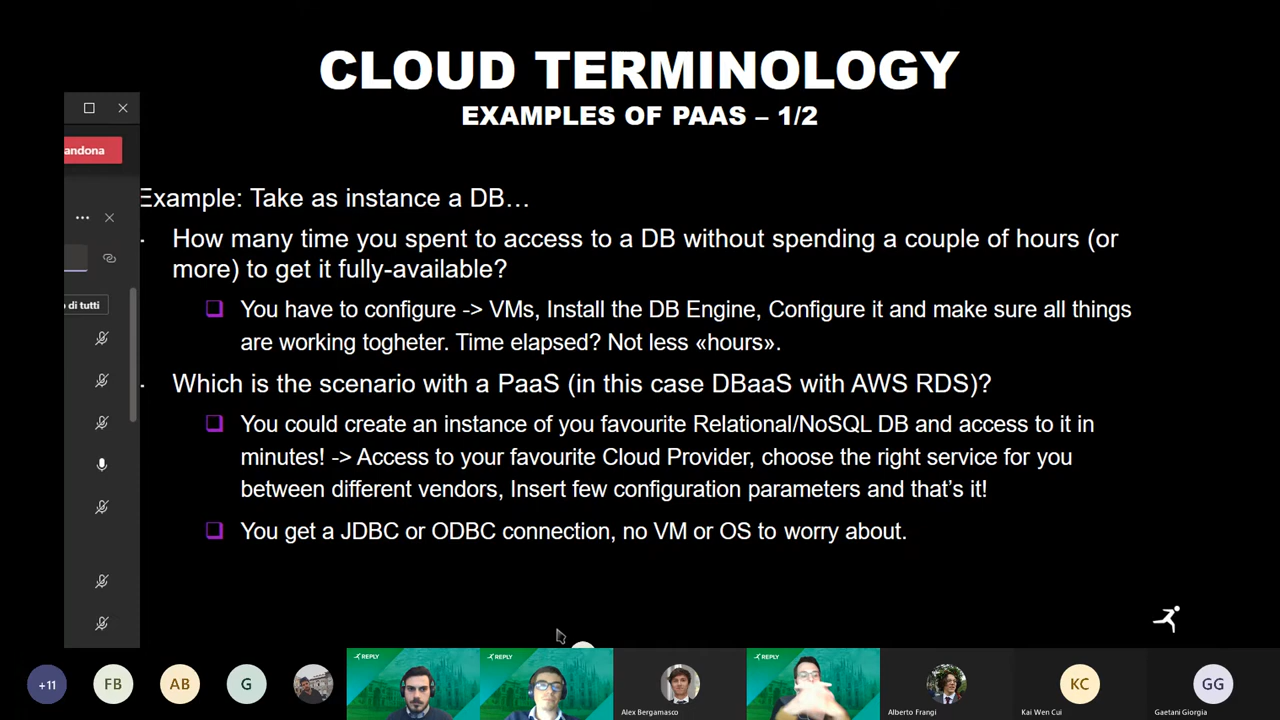 CLOUD TERMINOLOGY
EXAMPLES OF PAAS – 1/2
andona
Example: Take as instance a DB…
- How many time you spent to access to a DB without spending a couple of hours (or
more) to get it fully-available?
di tutti
You have to configure -> VMs, Install the DB Engine, Configure it and make sure all things
are working togheter. Time elapsed? Not less «hours».
- Which is the scenario with a PaaS (in this case DBaaS with AWS RDS)?
You could create an instance of you favourite Relational/NoSQL DB and access to it in
minutes! -> Access to your favourite Cloud Provider, choose the right service for you
between different vendors, Insert few configuration parameters and that's it!
You get a JDBC or ODBC connection, no VM or OS to worry about.
+11
FB
AB
G
REPLY
REPLY
Alex Bergamasco
REPLY
Alberto Frangi
KC
Kai Wen Cui
GG
Gaetani Giorgia